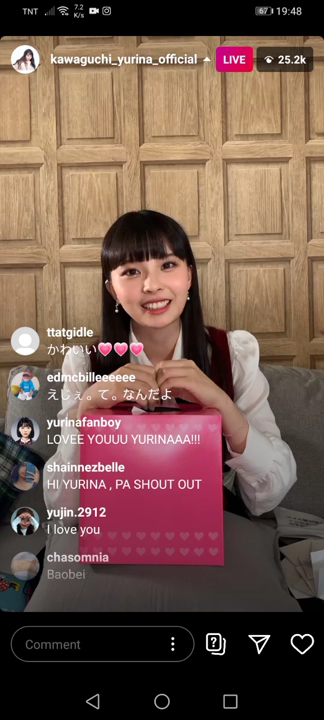 TNT
7.2
K/s
67
19:48
kawaguchi_yurina_official
LIVE
25.2k
ttatgidle
かわいい💗💗💗
edmcbilleeeeee
えじぇ。て。なんだよ
yurinafanboy
LOVEE YOUUU YURINAAA!!!
shainnezbelle
HI YURINA , PA SHOUT OUT
yujin.2912
I love you
chasomnia
Baobei
Comment